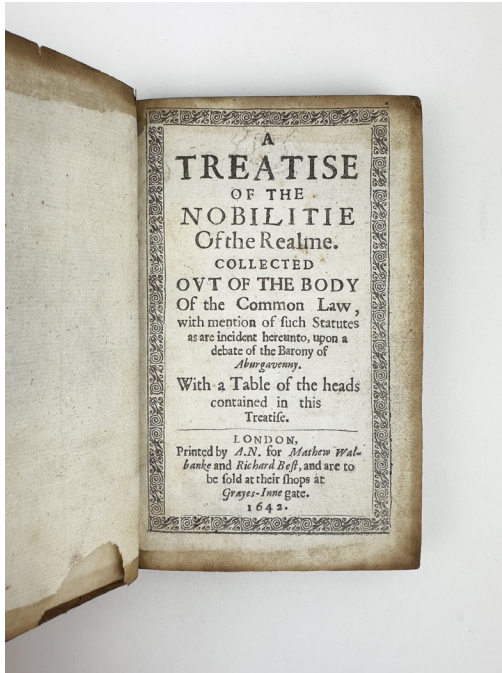 A
TREATISE
OF THE
NOBILITIE
Of the Realme.
COLLECTED
OVT OF THE BODY
Of the Common Law,
with mention of ſuch Statutes
as are incident hereunto, upon a
debate of the Barony of
Aburgavenny.
With a Table of the heads
contained in this
Treatiſe.
LONDON,
Printed by A.N. for Mathew Wal-
banke and Richard Beſt, and are to
be ſold at their ſhops at
Grayes-Inne gate.
1642.